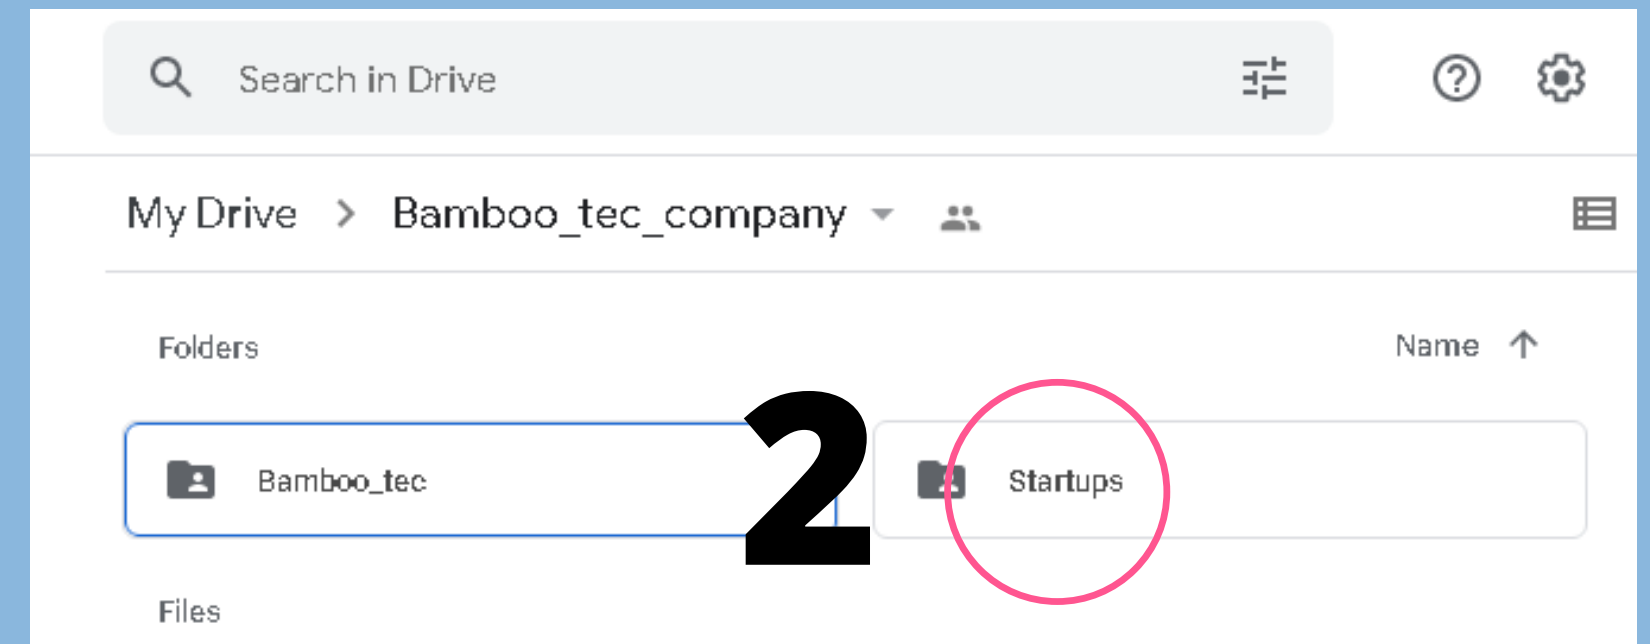 Search in Drive
My Drive > Bamboo_tec_company
Folders
Name
Bamboo_tec
2
Startups
Files